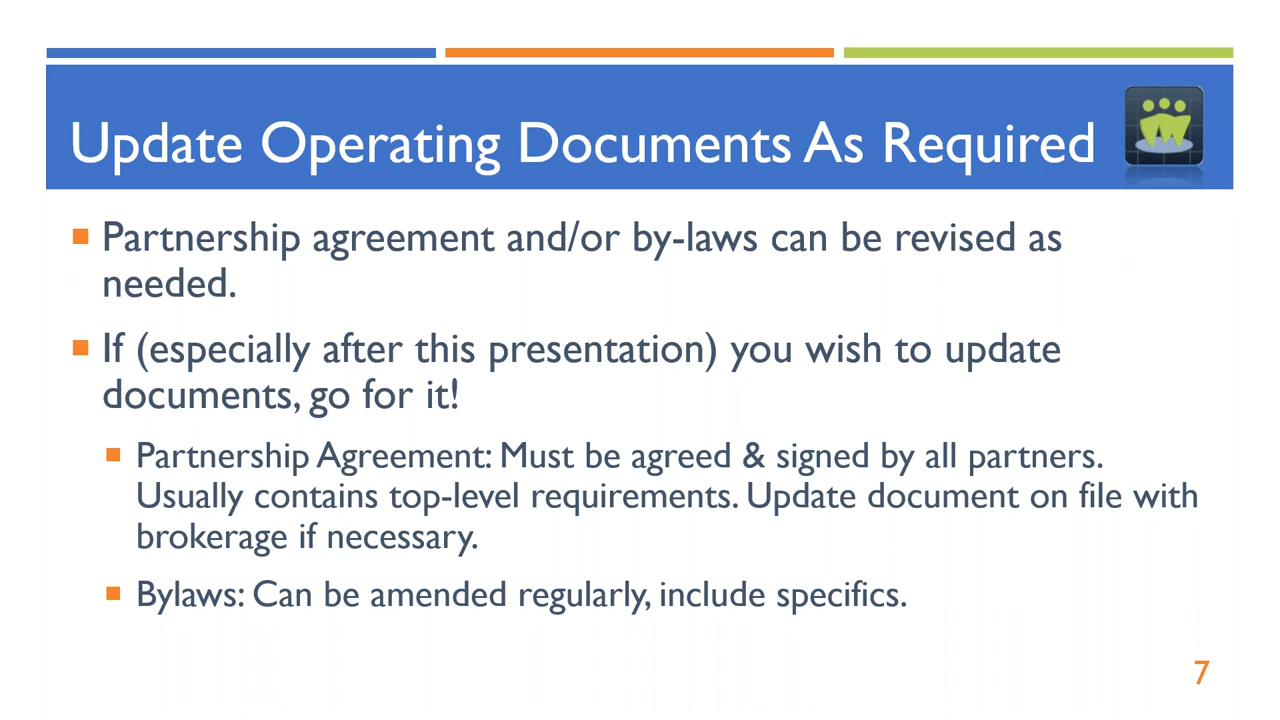 Update Operating Documents As Required
Partnership agreement and/or by-laws can be revised as
needed.
If (especially after this presentation) you wish to update
documents, go for it!
Partnership Agreement: Must be agreed & signed by all partners.
Usually contains top-level requirements. Update document on file with
brokerage if necessary.
Bylaws: Can be amended regularly, include specifics.
7